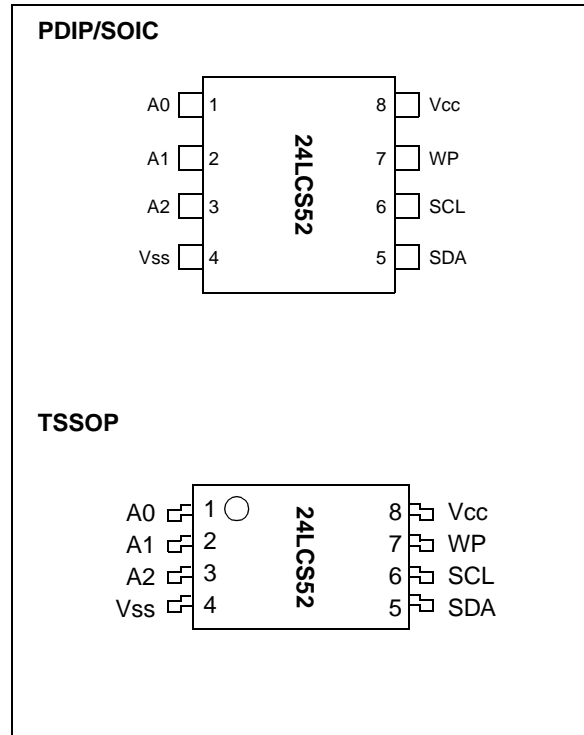 PDIP/SOIC
A0 1 8 Vcc
A1 2 7 WP
A2 3 6 SCL
Vss 4 5 SDA
24LCS52
TSSOP
A0 1 8 Vcc
A1 2 7 WP
A2 3 6 SCL
Vss 4 5 SDA
24LCS52